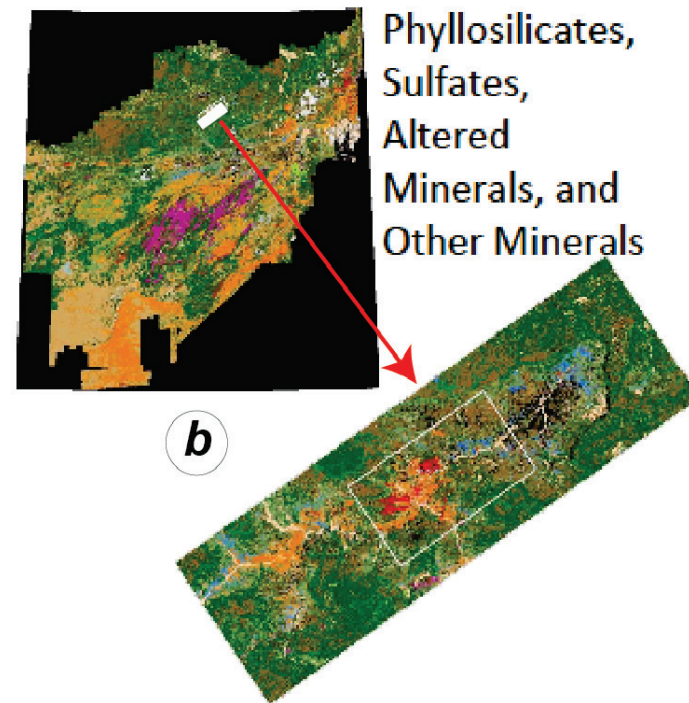 Phyllosilicates,
Sulfates,
Altered
Minerals, and
Other Minerals
b